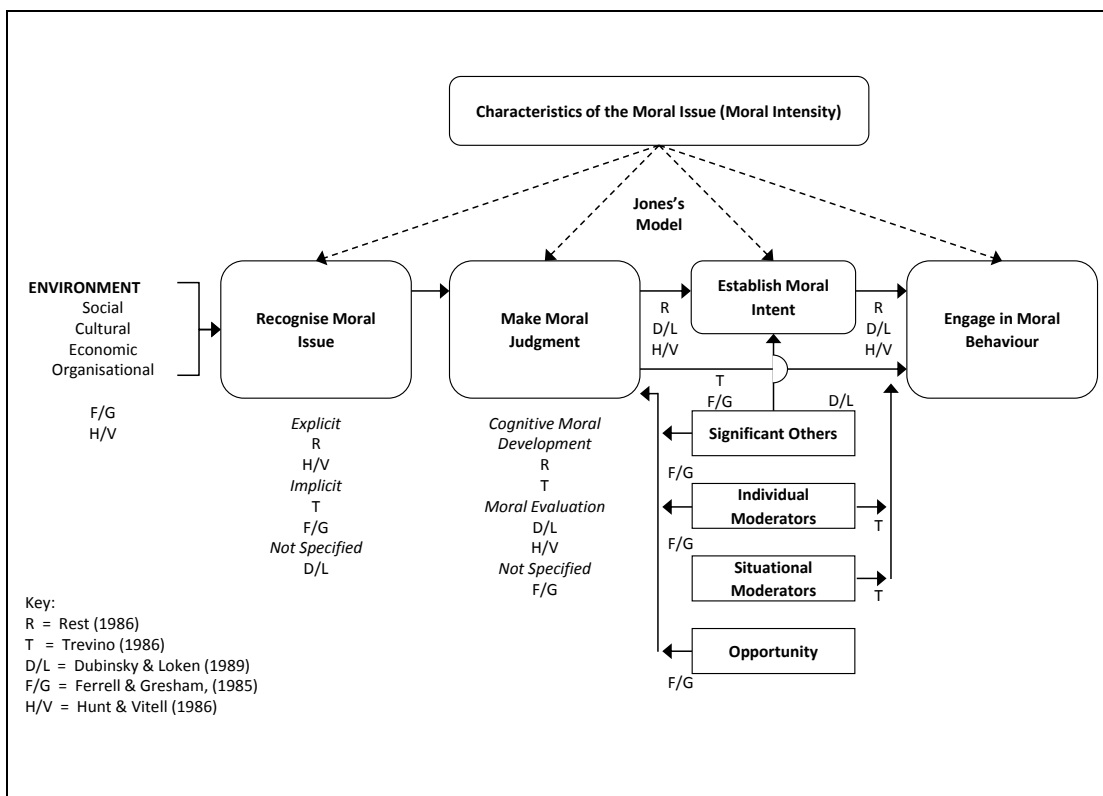 Characteristics of the Moral Issue (Moral Intensity)
Jones's
Model
ENVIRONMENT
Social
Cultural
Economic
Organisational
F/G
H/V
Recognise Moral
Issue
Explicit
R
H/V
Implicit
T
F/G
Not Specified
D/L
Make Moral
Judgment
Cognitive Moral
Development
R
T
Moral Evaluation
D/L
H/V
Not Specified
F/G
R
D/L
H/V
Establish Moral
Intent
R
D/L
H/V
Engage in Moral
Behaviour
T
F/G
D/L
Significant Others
F/G
Individual
Moderators
T
F/G
Situational
Moderators
T
Opportunity
F/G
Key:
R = Rest (1986)
T = Trevino (1986)
D/L = Dubinsky & Loken (1989)
F/G = Ferrell & Gresham, (1985)
H/V = Hunt & Vitell (1986)